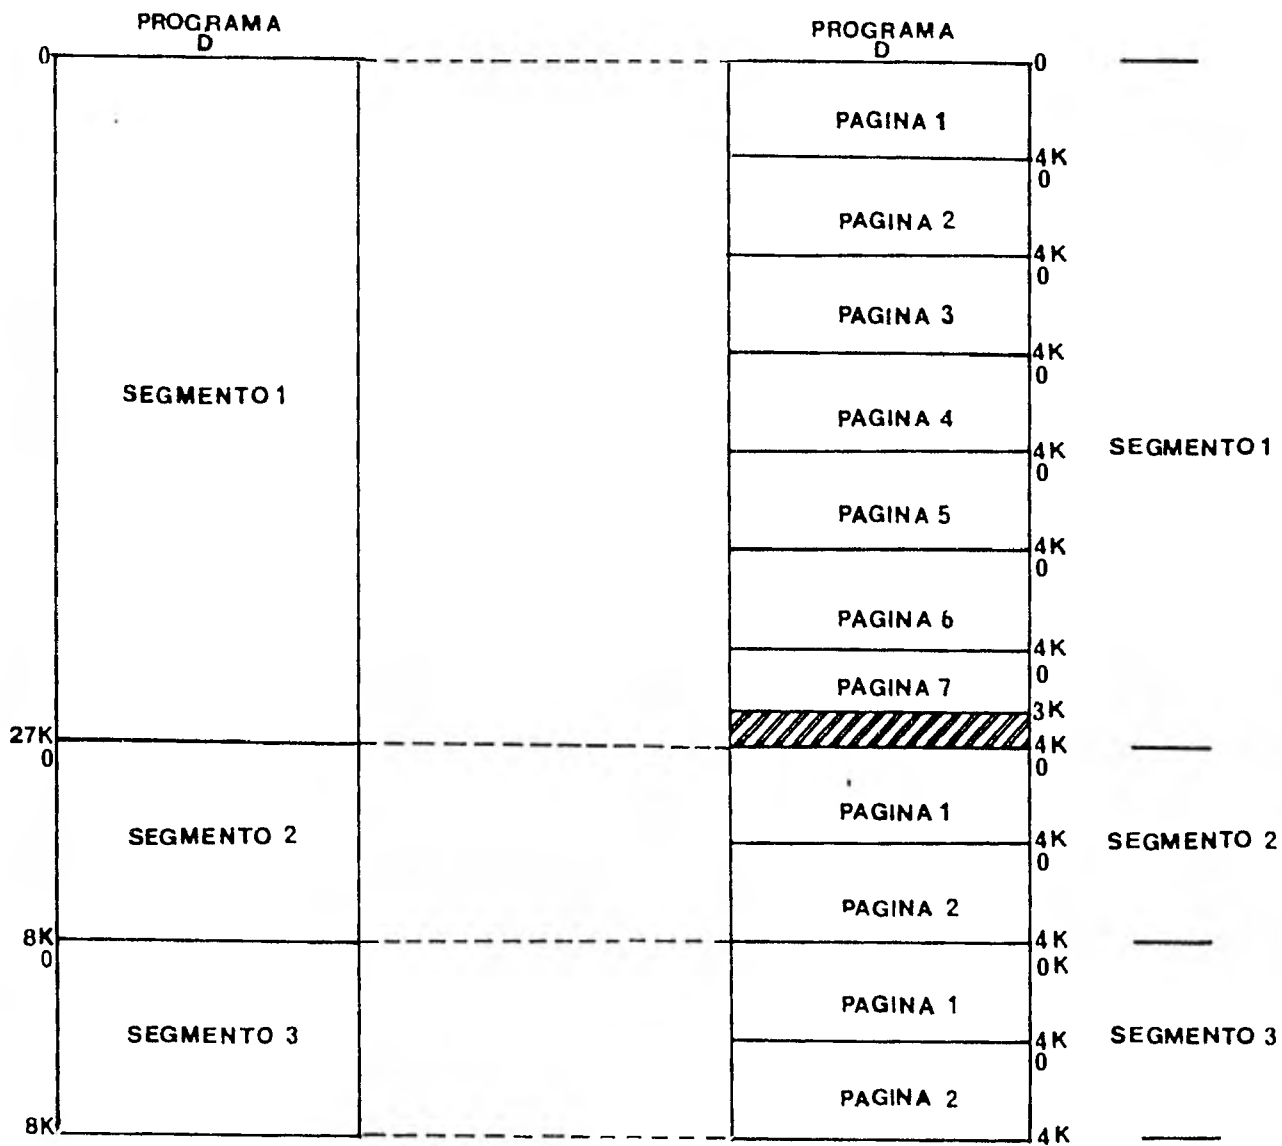 PROGRAMA
D
0
SEGMENTO 1
27K
0
SEGMENTO 2
8K
0
SEGMENTO 3
8K
PROGRAMA
D
0
PAGINA 1
4K
0
PAGINA 2
4K
0
PAGINA 3
4K
0
PAGINA 4
4K
0
PAGINA 5
4K
0
PAGINA 6
4K
0
PAGINA 7
3K
4K
0
PAGINA 1
4K
0
PAGINA 2
4K
0K
PAGINA 1
4K
0
PAGINA 2
4K
SEGMENTO 1
SEGMENTO 2
SEGMENTO 3